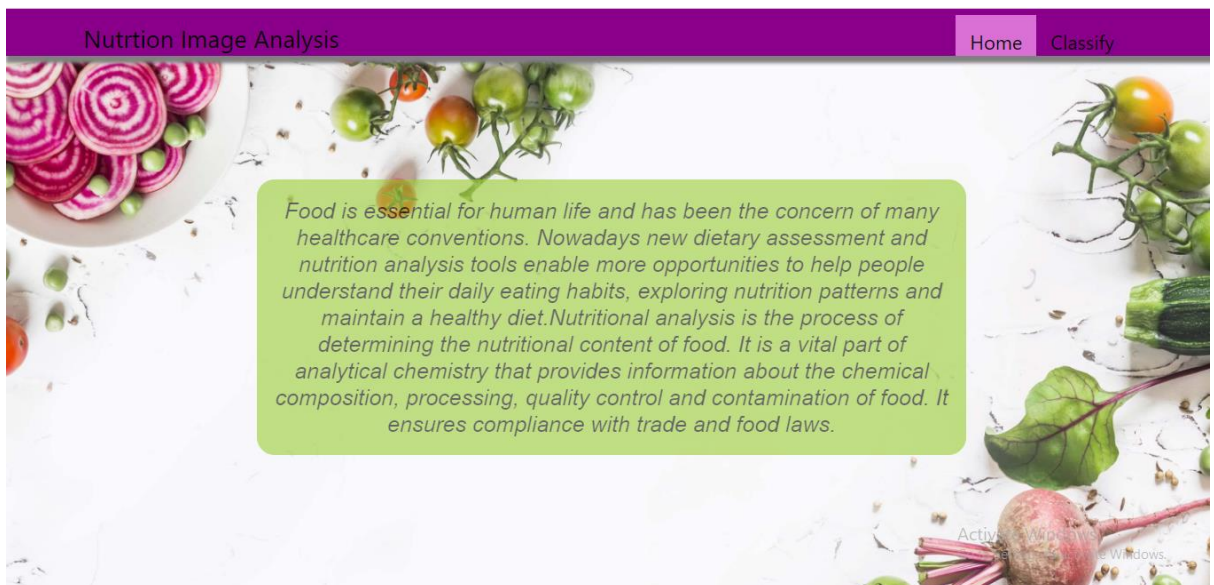 Nutrtion Image Analysis
Home Classify
Food is essential for human life and has been the concern of many
healthcare conventions. Nowadays new dietary assessment and
nutrition analysis tools enable more opportunities to help people
understand their daily eating habits, exploring nutrition patterns and
maintain a healthy diet.Nutritional analysis is the process of
determining the nutritional content of food. It is a vital part of
analytical chemistry that provides information about the chemical
composition, processing, quality control and contamination of food. It
ensures compliance with trade and food laws.
Windows
Windows.